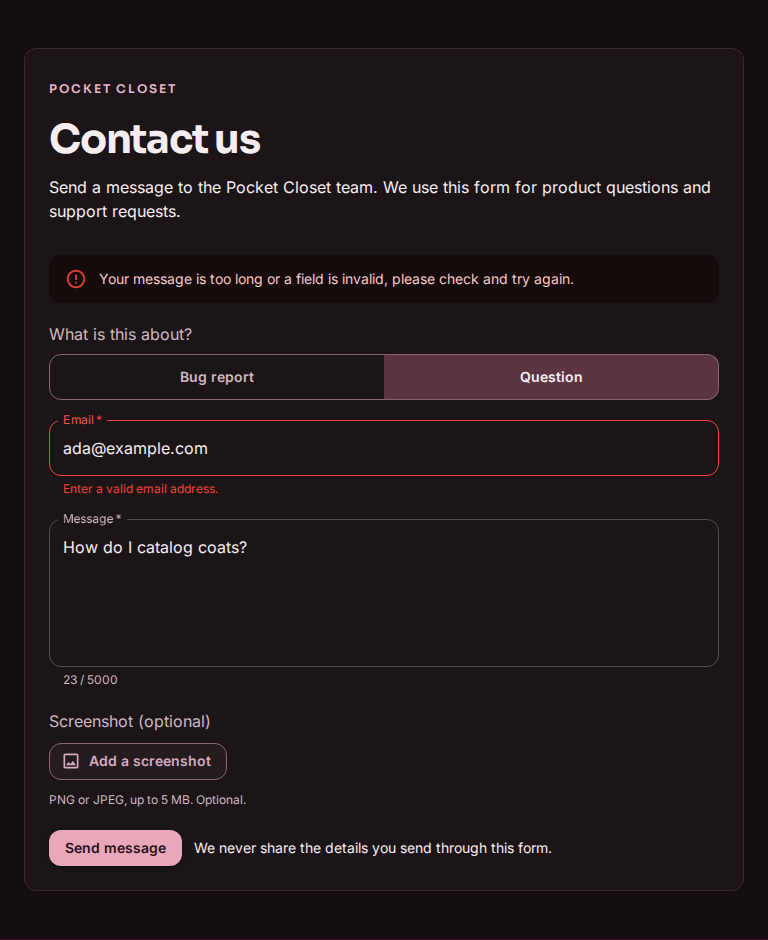 POCKET CLOSET
Contact us
Send a message to the Pocket Closet team. We use this form for product questions and
support requests.
Your message is too long or a field is invalid, please check and try again.
What is this about?
Bug report
Question
Email *
ada@example.com
Enter a valid email address.
Message *
How do I catalog coats?
23 / 5000
Screenshot (optional)
Add a screenshot
PNG or JPEG, up to 5 MB. Optional.
Send message
We never share the details you send through this form.